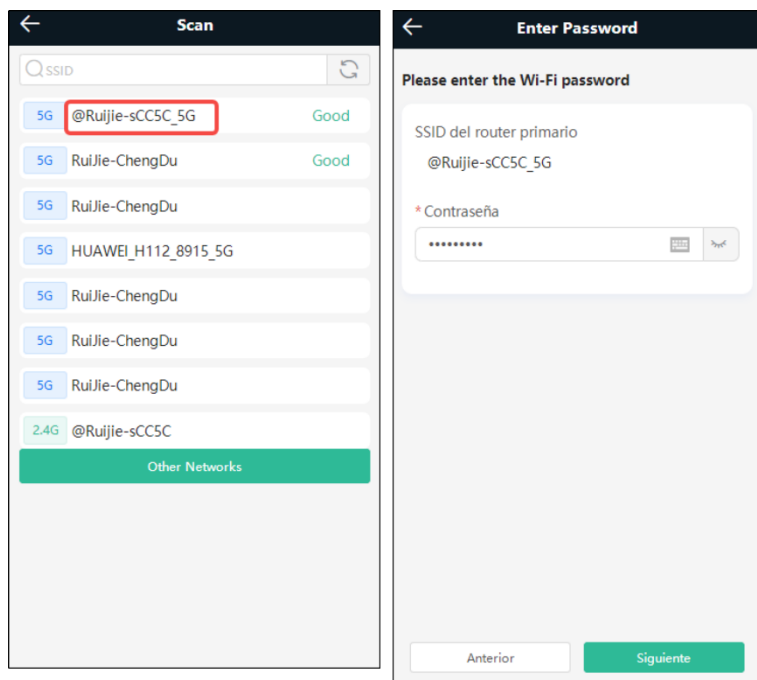 Scan
SSID
5G @Ruijie-sCC5C_5G Good
5G RuiJie-ChengDu Good
5G RuiJie-ChengDu
5G HUAWEI_H112_8915_5G
5G RuiJie-ChengDu
5G RuiJie-ChengDu
5G RuiJie-ChengDu
2.4G @Ruijie-sCC5C
Other Networks
Enter Password
Please enter the Wi-Fi password
SSID del router primario
@Ruijie-sCC5C_5G
* Contraseña
•••••••••
Anterior Siguiente